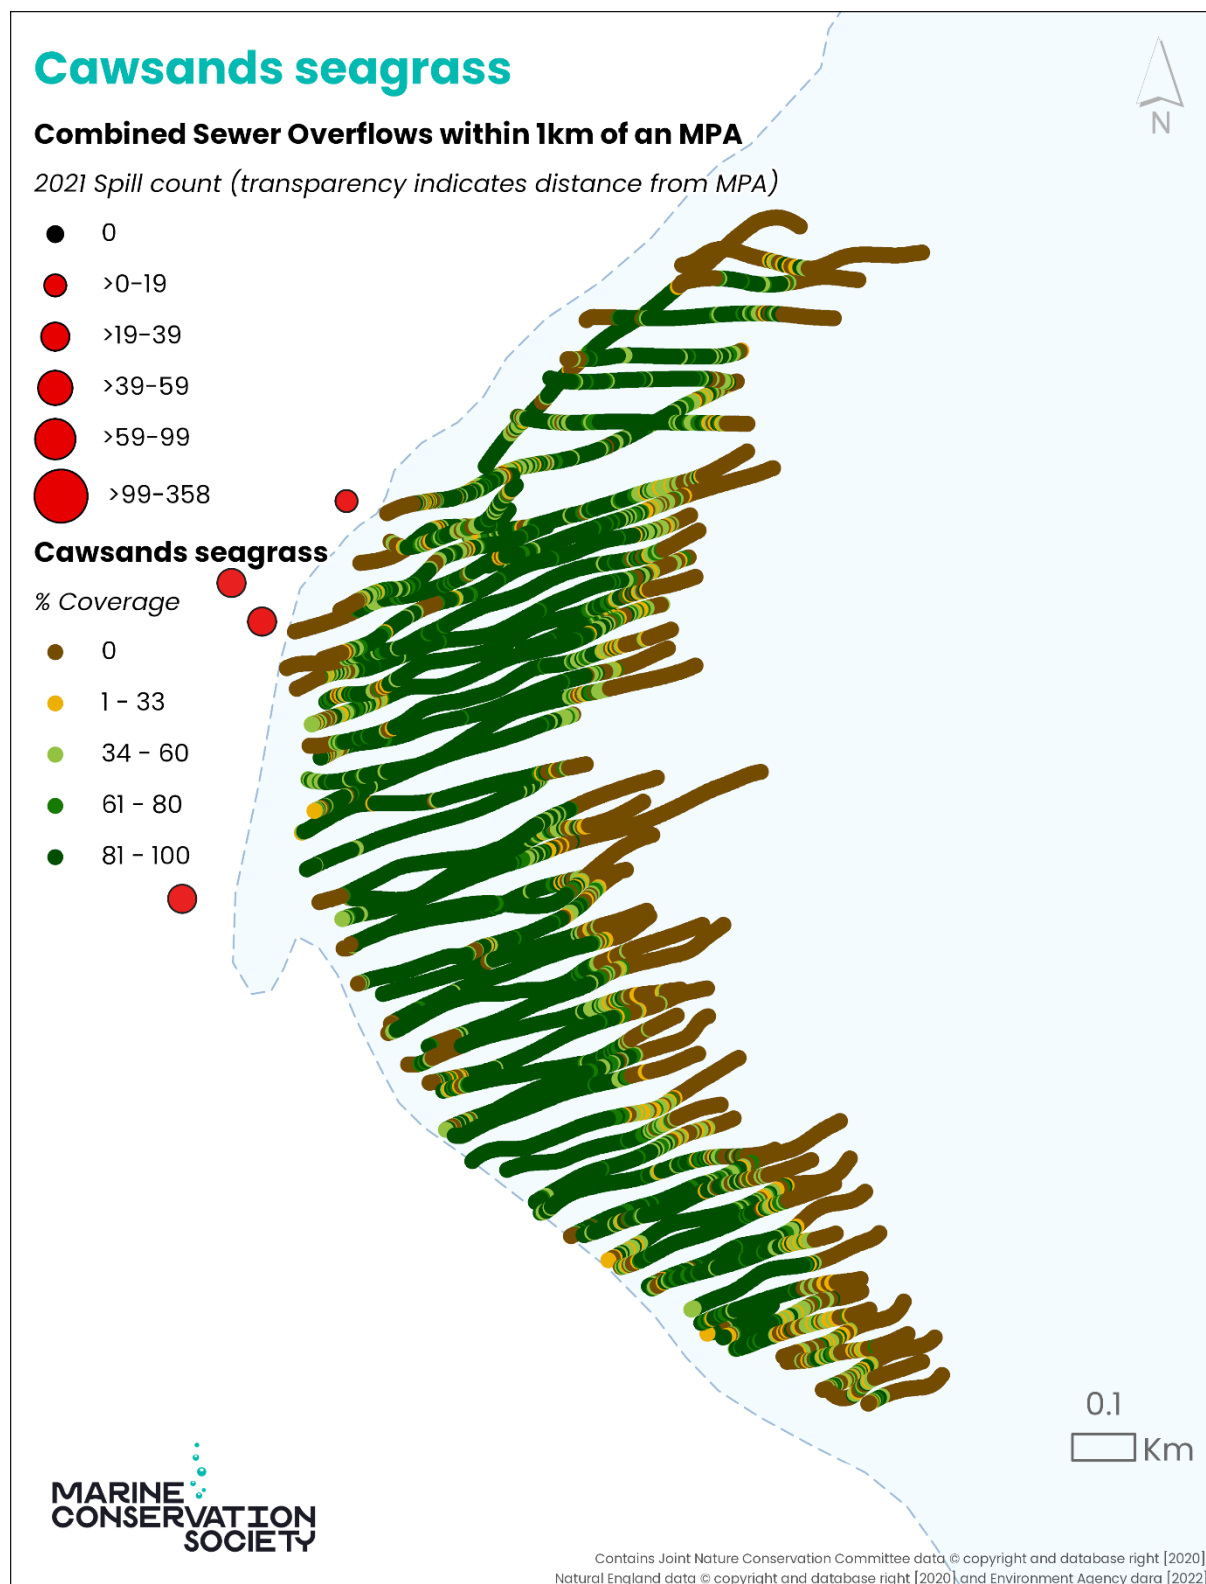 Cawsands seagrass
N
Combined Sewer Overflows within 1km of an MPA
2021 Spill count (transparency indicates distance from MPA)
0
>0-19
>19-39
>39-59
>59-99
>99-358
Cawsands seagrass
% Coverage
0
1 - 33
34 - 60
61 - 80
81 - 100
0.1
Km
MARINE
CONSERVATION
SOCIETY
Contains Joint Nature Conservation Committee data © copyright and database right [2020]
Natural England data © copyright and database right [2020] and Environment Agency dara [2022]